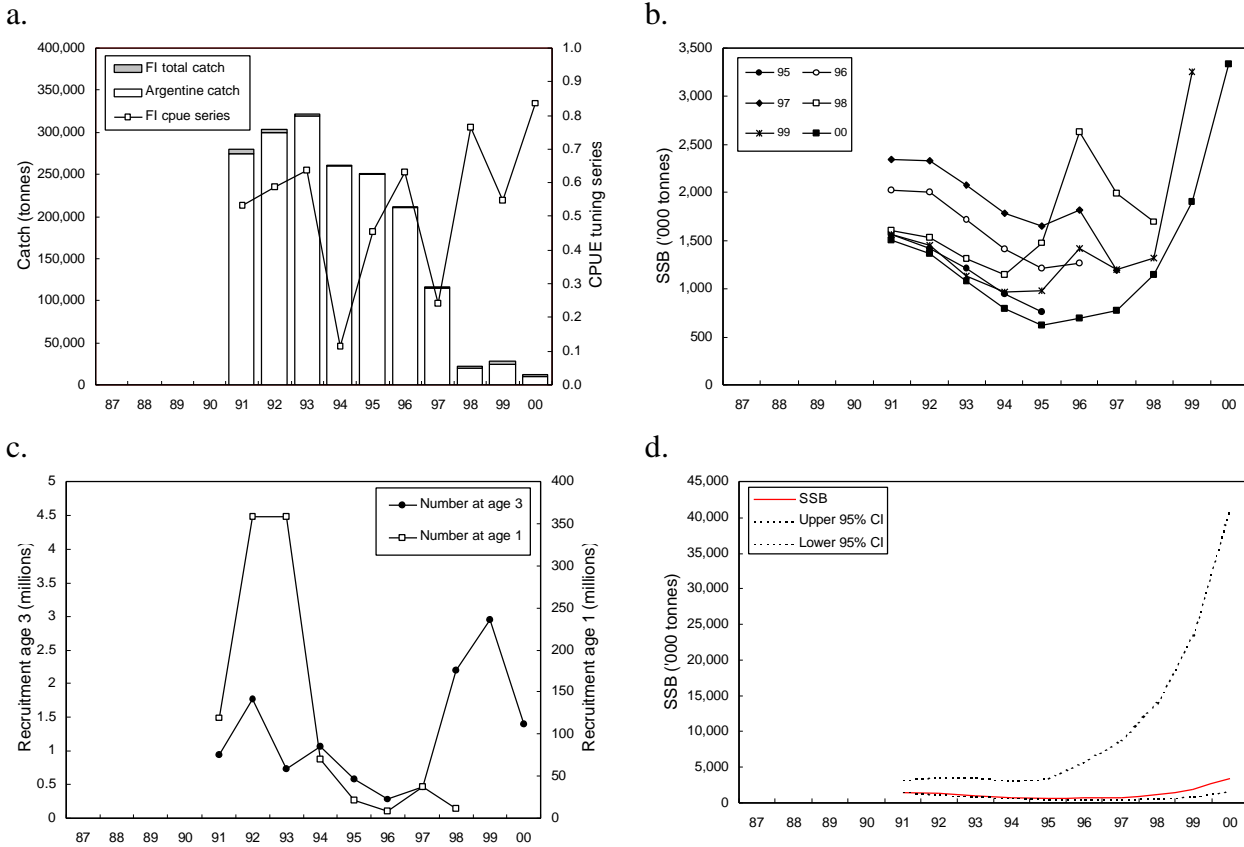 a.
400,000
350,000
300,000
250,000
200,000
150,000
100,000
50,000
0
Catch (tonnes)
1.0
0.9
0.8
0.7
0.6
0.5
0.4
0.3
0.2
0.1
0.0
CPUE tuning series
FI total catch
Argentine catch
FI cpue series
87 88 89 90 91 92 93 94 95 96 97 98 99 00
b.
3,500
3,000
2,500
2,000
1,500
1,000
500
0
SSB ('000 tonnes)
95 96
97 98
99 00
87 88 89 90 91 92 93 94 95 96 97 98 99 00
c.
5
4.5
4
3.5
3
2.5
2
1.5
1
0.5
0
Recruitment age 3 (millions)
400
350
300
250
200
150
100
50
0
Recruitment age 1 (millions)
Number at age 3
Number at age 1
87 88 89 90 91 92 93 94 95 96 97 98 99 00
d.
45,000
40,000
35,000
30,000
25,000
20,000
15,000
10,000
5,000
0
SSB ('000 tonnes)
SSB
Upper 95% CI
Lower 95% CI
87 88 89 90 91 92 93 94 95 96 97 98 99 00